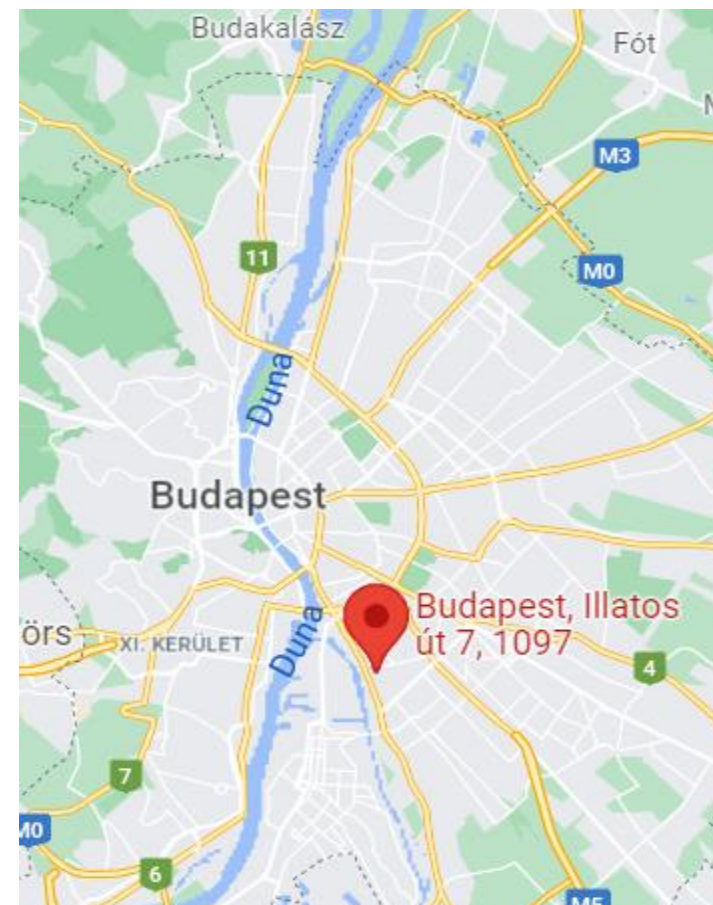 Budakalász
Fót
M3
M0
11
Duna
Budapest
Budapest, Illatos
út 7, 1097
Duna
örs
XI. KERÜLET
4
7
M0
6
M5